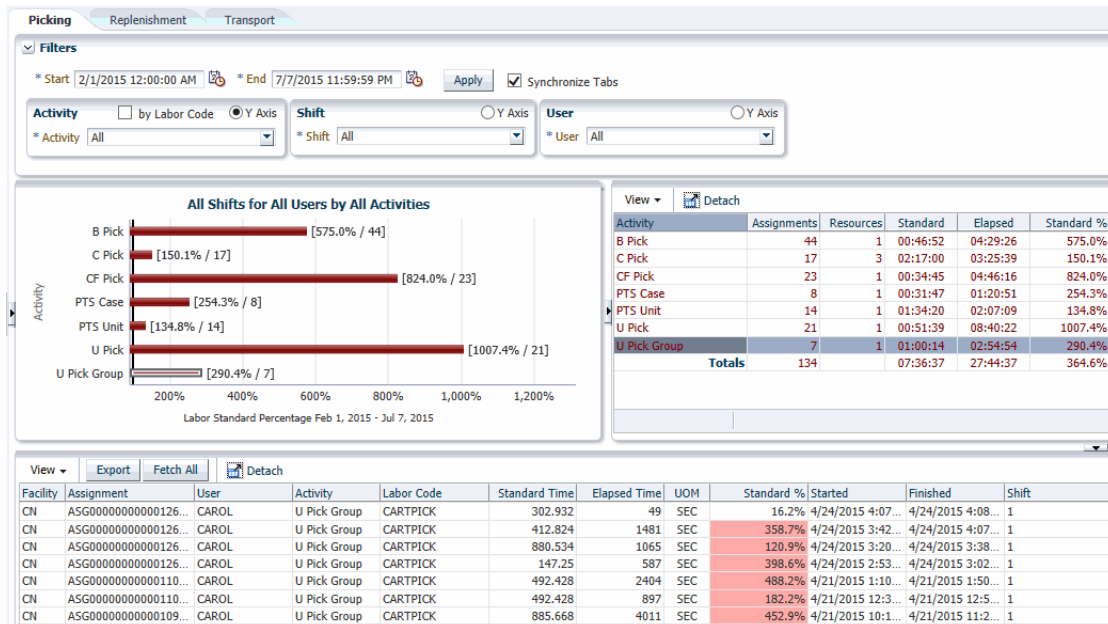 Picking Replenishment Transport
Filters
* Start 2/1/2015 12:00:00 AM * End 7/7/2015 11:59:59 PM Apply Synchronize Tabs
Activity by Labor Code Y Axis Shift Y Axis User Y Axis
* Activity All * Shift All * User All
All Shifts for All Users by All Activities
Activity
B Pick [575.0% / 44]
C Pick [150.1% / 17]
CF Pick [824.0% / 23]
PTS Case [254.3% / 8]
PTS Unit [134.8% / 14]
U Pick [1007.4% / 21]
U Pick Group [290.4% / 7]
200% 400% 600% 800% 1,000% 1,200%
Labor Standard Percentage Feb 1, 2015 - Jul 7, 2015
View Detach
Activity Assignments Resources Standard Elapsed Standard %
B Pick 44 1 00:46:52 04:29:26 575.0%
C Pick 17 3 02:17:00 03:25:39 150.1%
CF Pick 23 1 00:34:45 04:46:16 824.0%
PTS Case 8 1 00:31:47 01:20:51 254.3%
PTS Unit 14 1 01:34:20 02:07:09 134.8%
U Pick 21 1 00:51:39 08:40:22 1007.4%
U Pick Group 7 1 01:00:14 02:54:54 290.4%
Totals 134 07:36:37 27:44:37 364.6%
View Export Fetch All Detach
Facility Assignment User Activity Labor Code Standard Time Elapsed Time UOM Standard % Started Finished Shift
CN ASG00000000000126... CAROL U Pick Group CARTPICK 302.932 49 SEC 16.2% 4/24/2015 4:07... 4/24/2015 4:08... 1
CN ASG00000000000126... CAROL U Pick Group CARTPICK 412.824 1481 SEC 358.7% 4/24/2015 3:42... 4/24/2015 4:07... 1
CN ASG00000000000126... CAROL U Pick Group CARTPICK 880.534 1065 SEC 120.9% 4/24/2015 3:20... 4/24/2015 3:38... 1
CN ASG00000000000126... CAROL U Pick Group CARTPICK 147.25 587 SEC 398.6% 4/24/2015 2:53... 4/24/2015 3:02... 1
CN ASG00000000000110... CAROL U Pick Group CARTPICK 492.428 2404 SEC 488.2% 4/21/2015 1:10... 4/21/2015 1:50... 1
CN ASG00000000000110... CAROL U Pick Group CARTPICK 492.428 897 SEC 182.2% 4/21/2015 12:3... 4/21/2015 12:5... 1
CN ASG00000000000109... CAROL U Pick Group CARTPICK 885.668 4011 SEC 452.9% 4/21/2015 10:1... 4/21/2015 11:2... 1